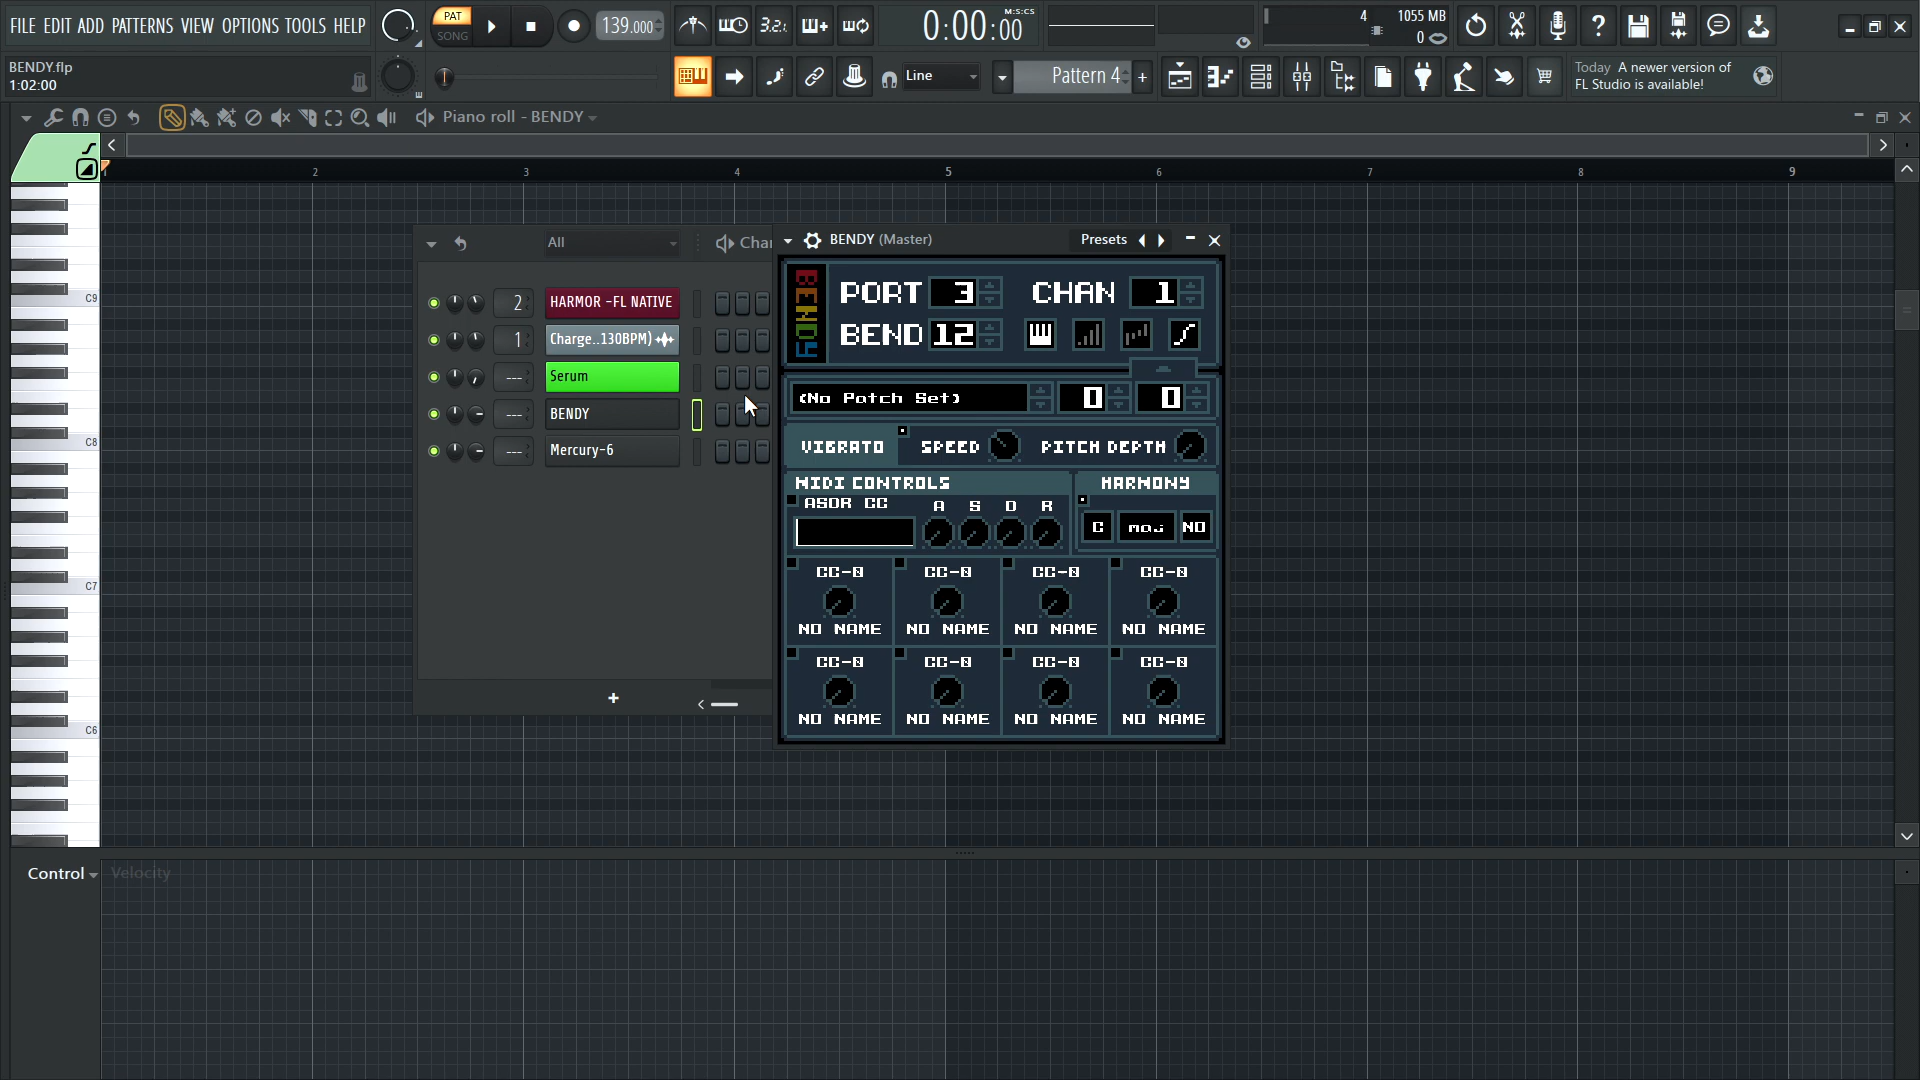 FILE EDIT ADD PATTERNS VIEW OPTIONS TOOLS HELP
PAT
SONG
139.000
3.2.
0:00:00
M:S:CS
4
1055 MB
0
BENDY.flp
1:02:00
Line
Pattern 4
+
Today A newer version of
FL Studio is available!
Piano roll - BENDY
1 2 3 4 5 6 7 8 9
C9
C8
C7
C6
All
Chan
2 HARMOR -FL NATIVE
1 Charge..130BPM)
--- Serum
--- BENDY
--- Mercury-6
+
BENDY (Master)
Presets
BENDY
PORT 3 CHAN 1
BEND 12
(No Patch Set) 0 0
VIBRATO SPEED PITCH DEPTH
MIDI CONTROLS HARMONY
ASDR CC A S D R
C maj NO
CC-0 CC-0 CC-0 CC-0
NO NAME NO NAME NO NAME NO NAME
CC-0 CC-0 CC-0 CC-0
NO NAME NO NAME NO NAME NO NAME
Control Velocity